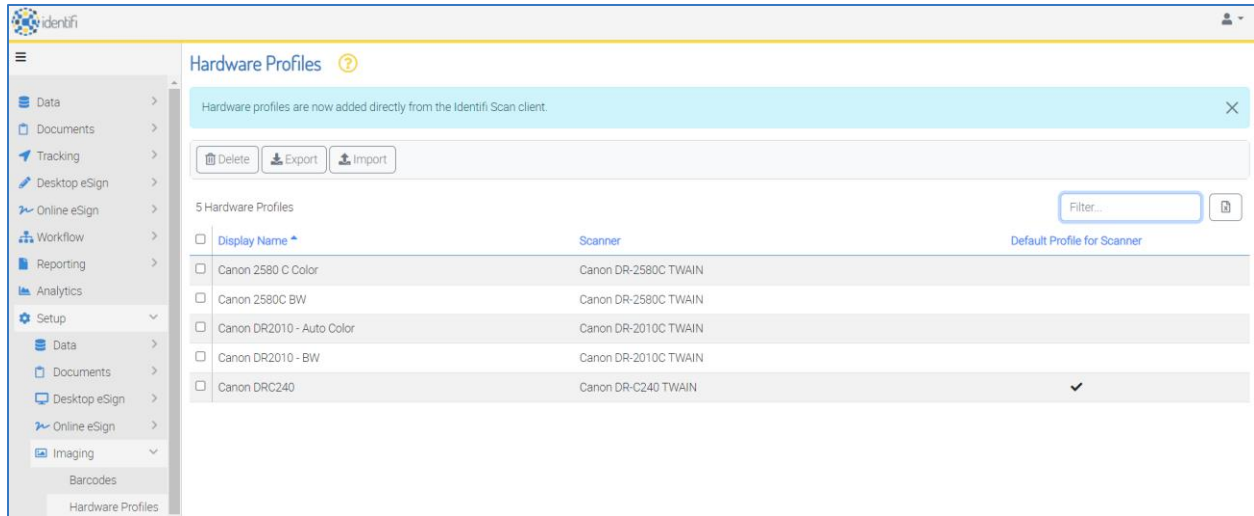 identifi
Hardware Profiles ?
Hardware profiles are now added directly from the Identifi Scan client.
Delete Export Import
5 Hardware Profiles Filter...
Display Name Scanner Default Profile for Scanner
Canon 2580 C Color Canon DR-2580C TWAIN
Canon 2580C BW Canon DR-2580C TWAIN
Canon DR2010 - Auto Color Canon DR-2010C TWAIN
Canon DR2010 - BW Canon DR-2010C TWAIN
Canon DRC240 Canon DR-C240 TWAIN
Data
Documents
Tracking
Desktop eSign
Online eSign
Workflow
Reporting
Analytics
Setup
Data
Documents
Desktop eSign
Online eSign
Imaging
Barcodes
Hardware Profiles